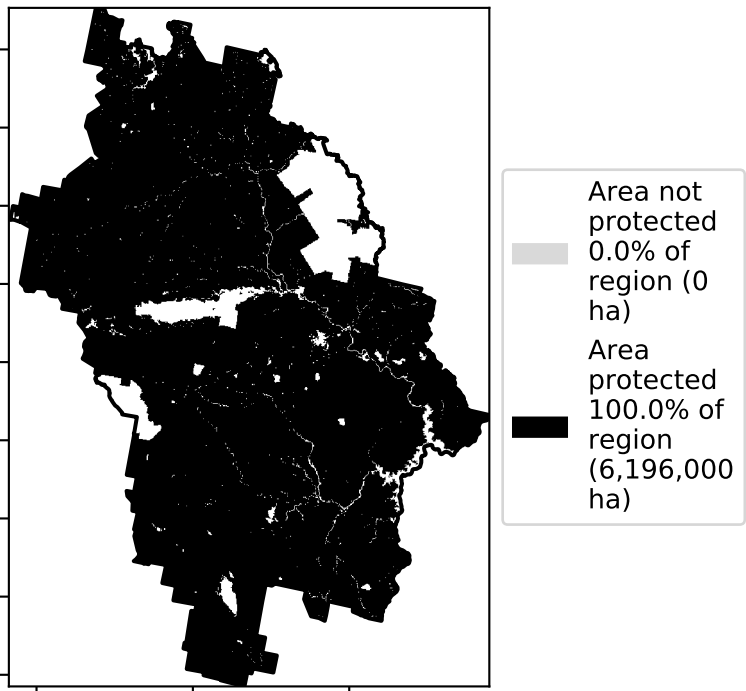 Area not
protected
0.0% of
region (0
ha)
Area
protected
100.0% of
region
(6,196,000
ha)